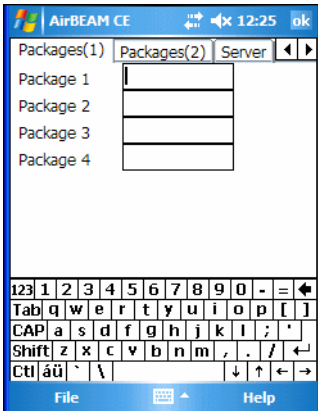 AirBEAM CE 12:25 ok
Packages(1) Packages(2) Server
Package 1
Package 2
Package 3
Package 4
123 1 2 3 4 5 6 7 8 9 0 - =
Tab q w e r t y u i o p [ ]
CAP a s d f g h j k l ; '
Shift z x c v b n m , . /
Ctl áü ` \
File Help